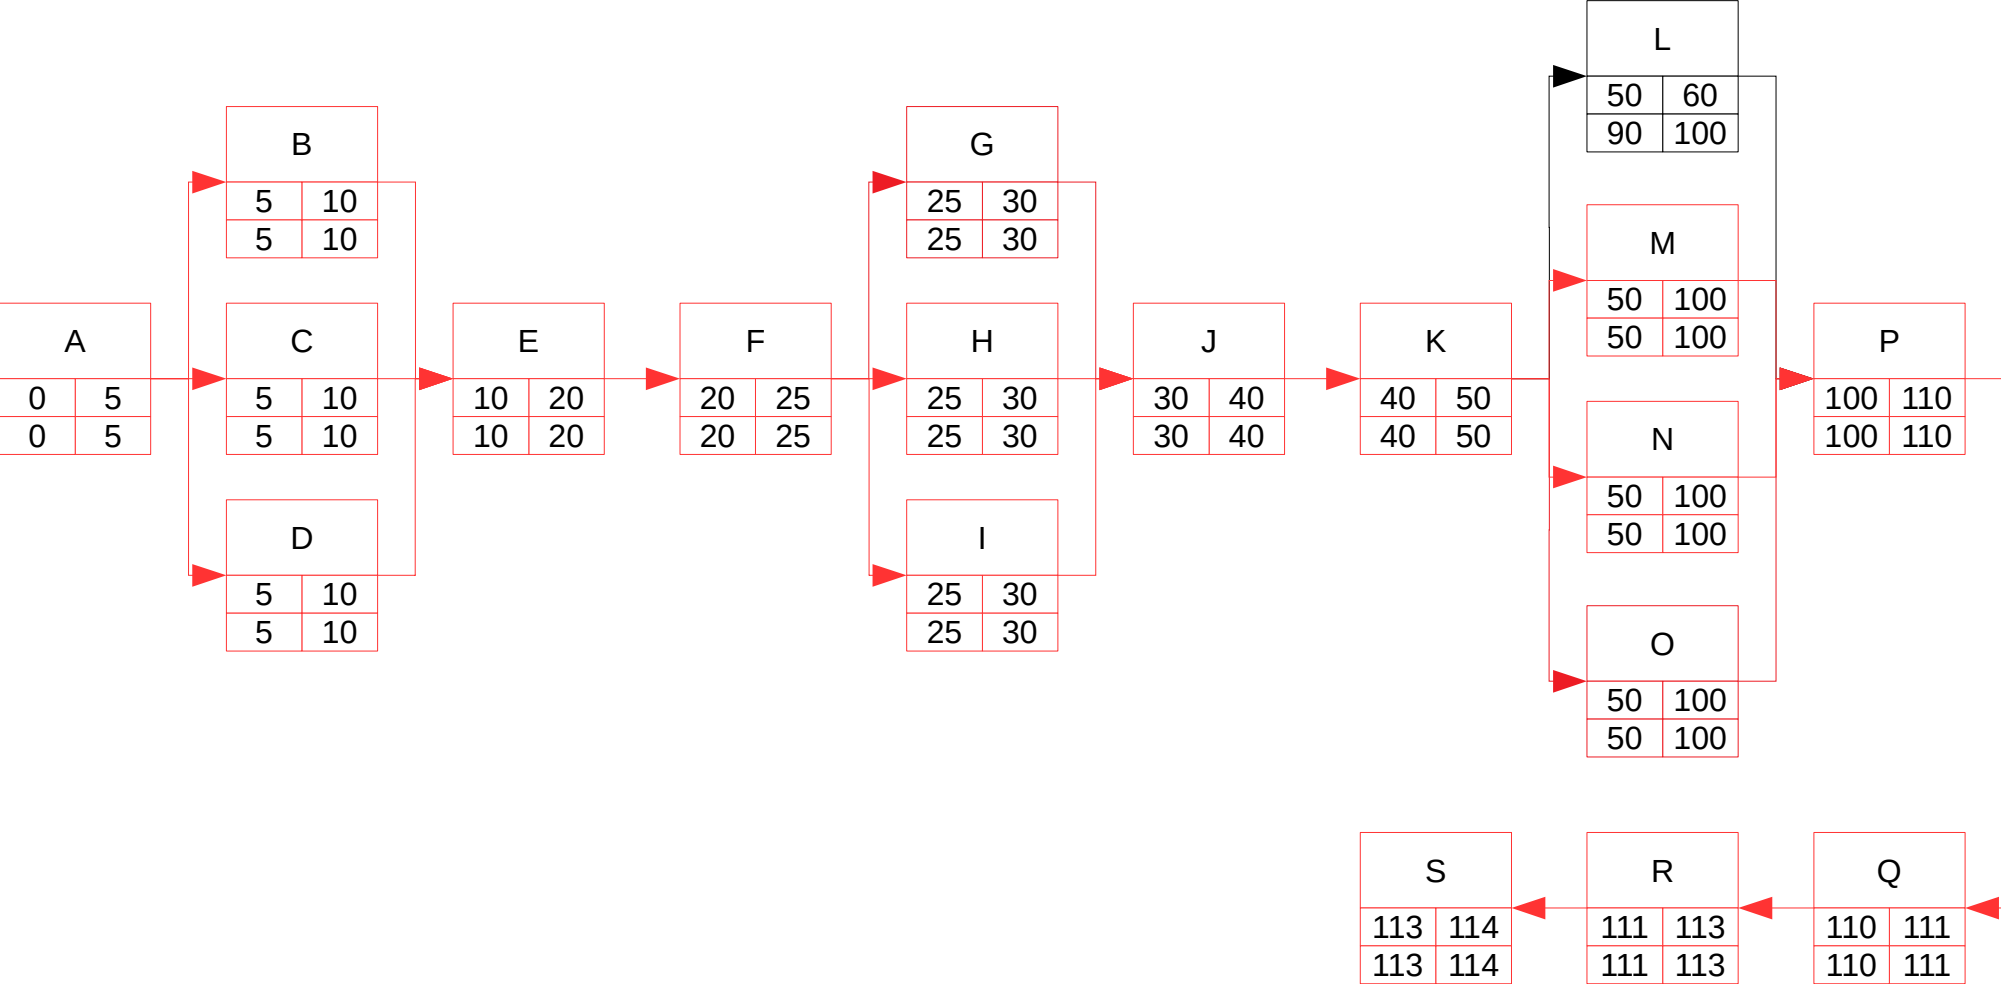 A
0 5
0 5
B
5 10
5 10
C
5 10
5 10
D
5 10
5 10
E
10 20
10 20
F
20 25
20 25
G
25 30
25 30
H
25 30
25 30
I
25 30
25 30
J
30 40
30 40
K
40 50
40 50
L
50 60
90 100
M
50 100
50 100
N
50 100
50 100
O
50 100
50 100
P
100 110
100 110
Q
110 111
110 111
R
111 113
111 113
S
113 114
113 114